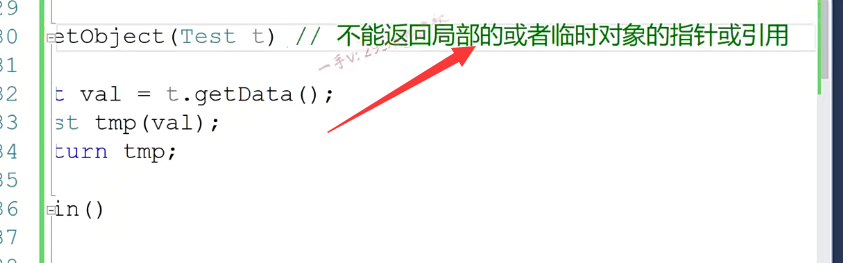 29
30 etObject(Test t) // 不能返回局部的或者临时对象的指针或引用
31
32 t val = t.getData();
33 st tmp(val);
34 turn tmp;
35
36 in()
37